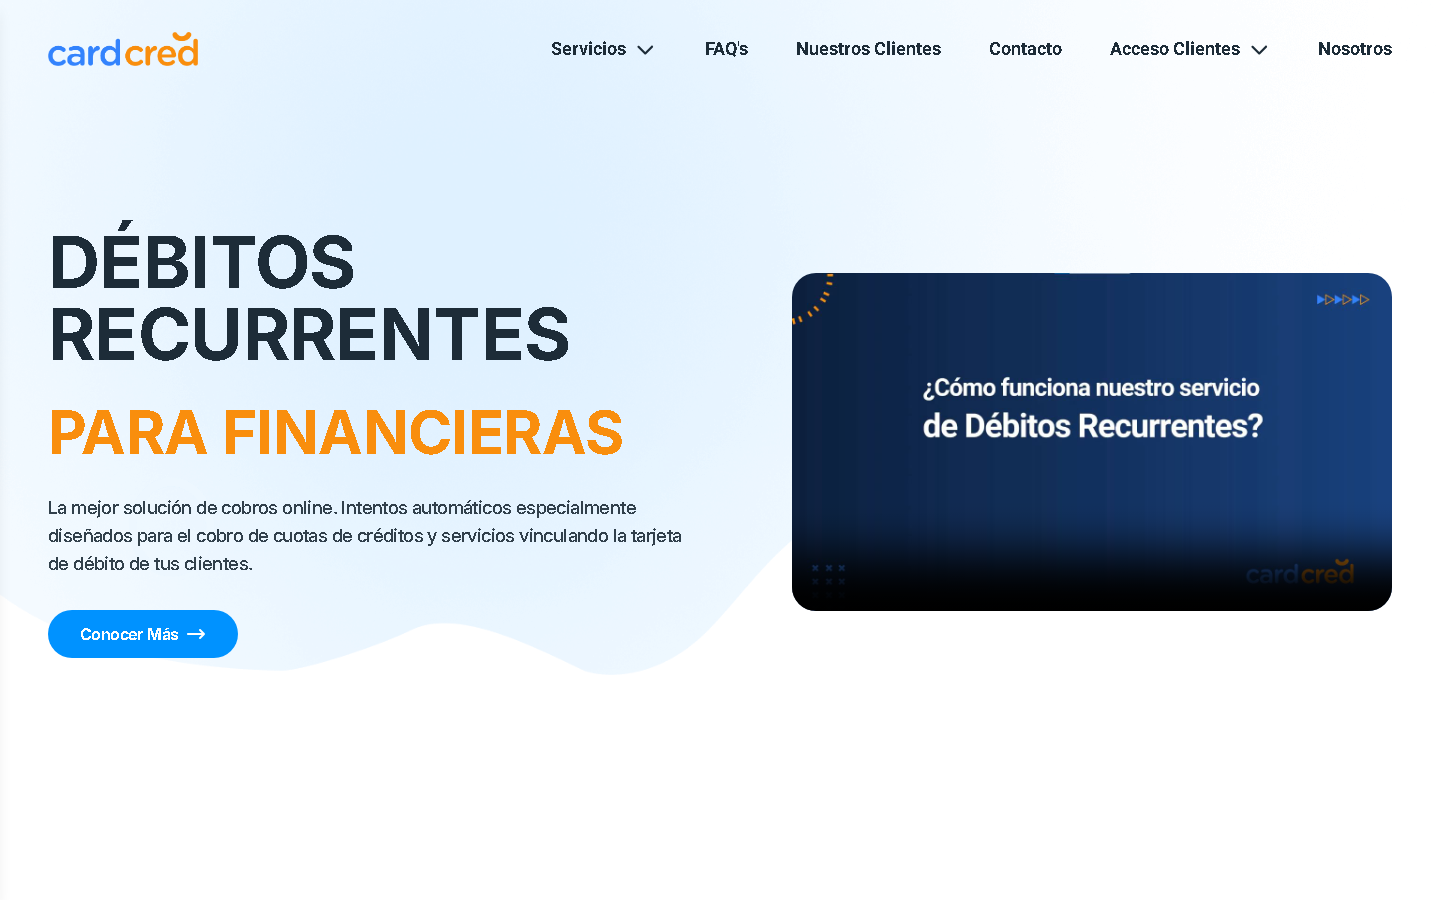 cardcred
Servicios
FAQ's
Nuestros Clientes
Contacto
Acceso Clientes
Nosotros
DÉBITOS
RECURRENTES
PARA FINANCIERAS
La mejor solución de cobros online. Intentos automáticos especialmente
diseñados para el cobro de cuotas de créditos y servicios vinculando la tarjeta
de débito de tus clientes.
Conocer Más
¿Cómo funciona nuestro servicio
de Débitos Recurrentes?
cardcred